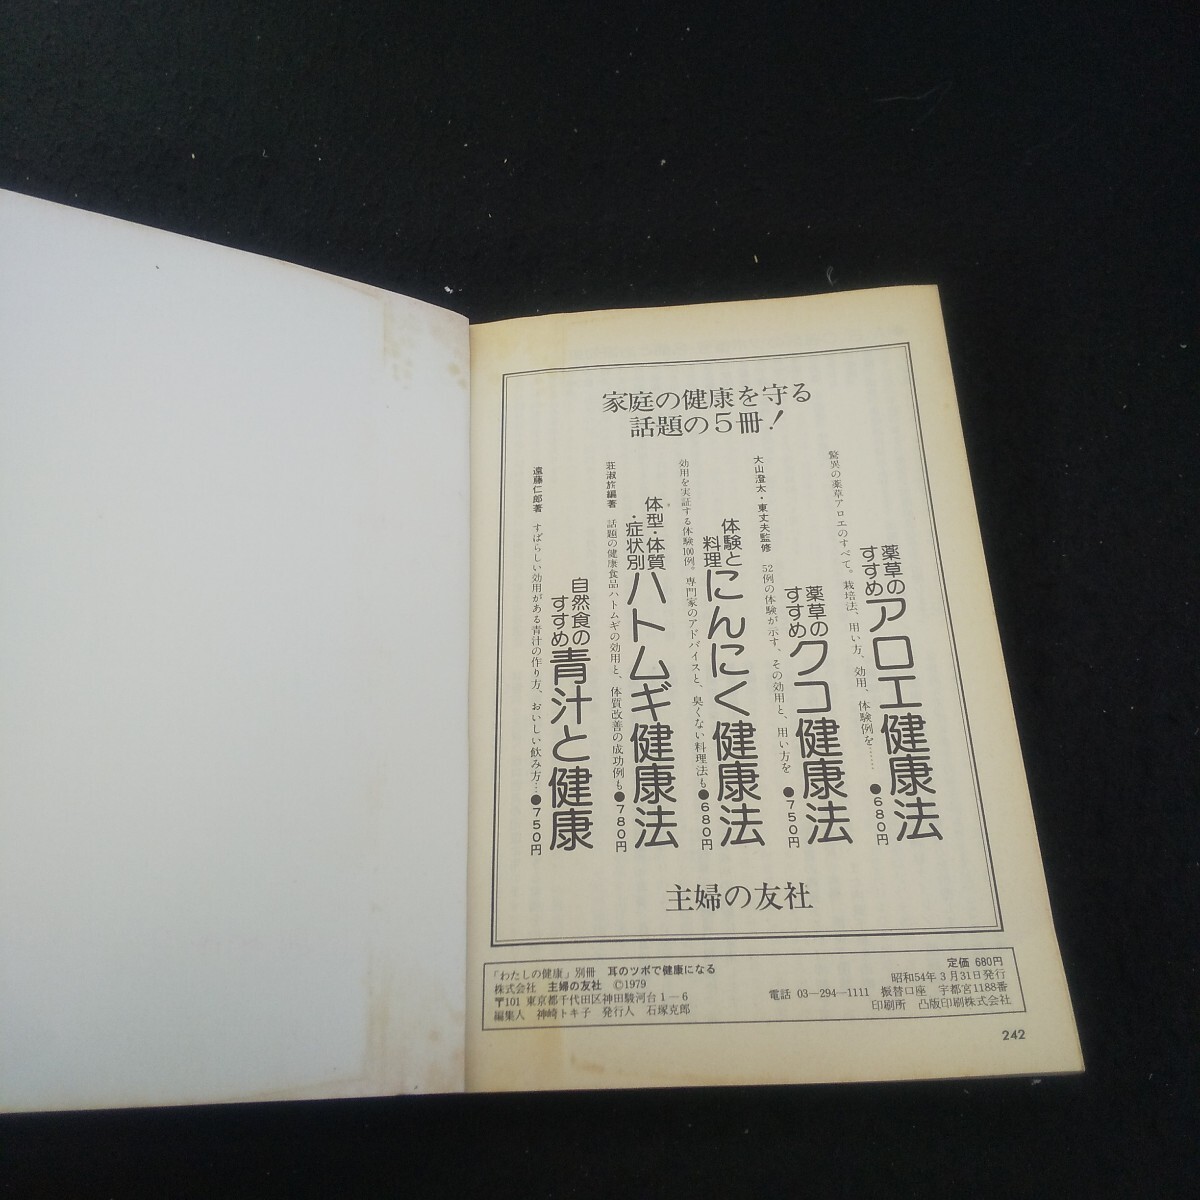 家庭の健康を守る
話題の5冊！
薬草の
すすめ
アロエ健康法
驚異の薬草アロエのすべて。栽培法、用い方、効用、体験例を……●680円
薬草の
すすめ
クコ健康法
大山澄太・東丈夫監修 52例の体験が示す、その効用と、用い方を●750円
体験と
料理
にんにく健康法
効用を実証する体験100例。専門家のアドバイスと、臭くない料理法も●680円
体型・体質
・症状別
ハトムギ健康法
荘淑旂編著 話題の健康食品ハトムギの効用と、体質改善の成功例も●780円
自然食の
すすめ
青汁と健康
遠藤仁郎著 すばらしい効用がある青汁の作り方、おいしい飲み方…●750円
主婦の友社
「わたしの健康」別冊 耳のツボで健康になる
株式会社 主婦の友社 ©1979
〒101 東京都千代田区神田駿河台1－6
編集人 神崎トキ子 発行人 石塚克郎
定価 680円
昭和54年3月31日発行
電話 03―294―1111 振替口座 宇都宮1188番
印刷所 凸版印刷株式会社
242